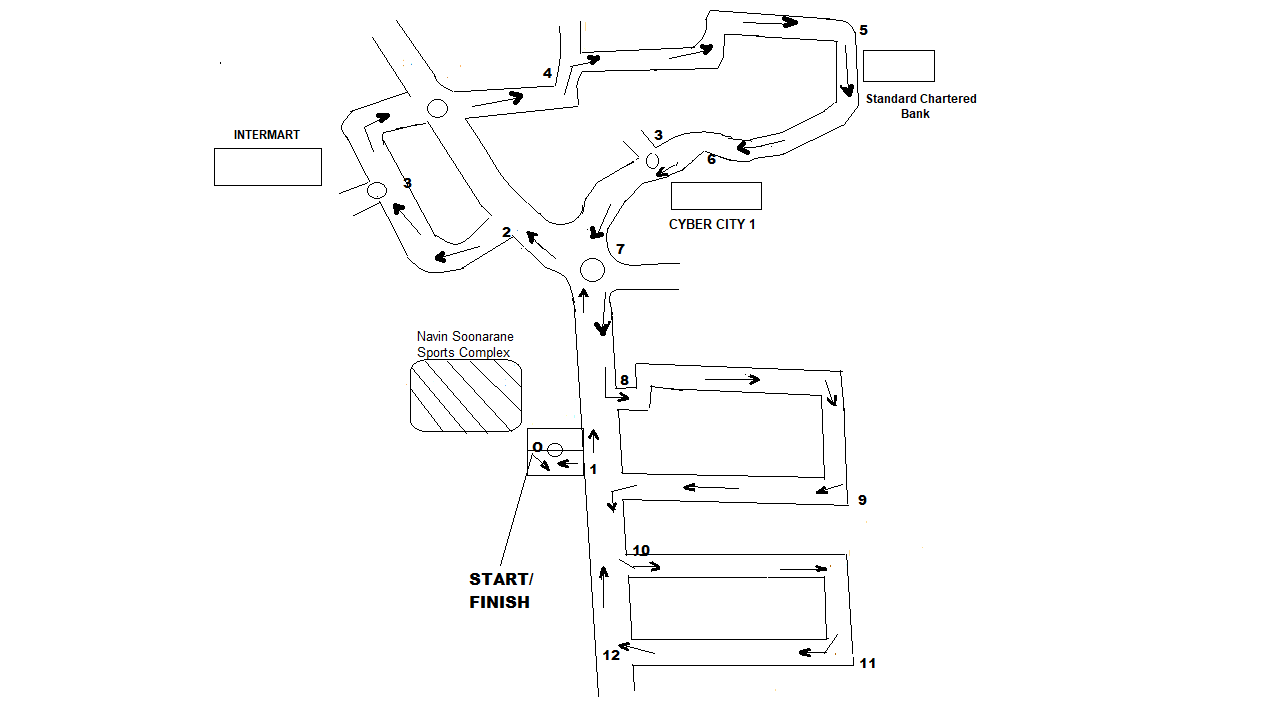 5
4
Standard Chartered
Bank
INTERMART
3
6
3
CYBER CITY 1
2
7
Navin Soonarane
Sports Complex
8
0
1
9
10
START/
FINISH
12
11